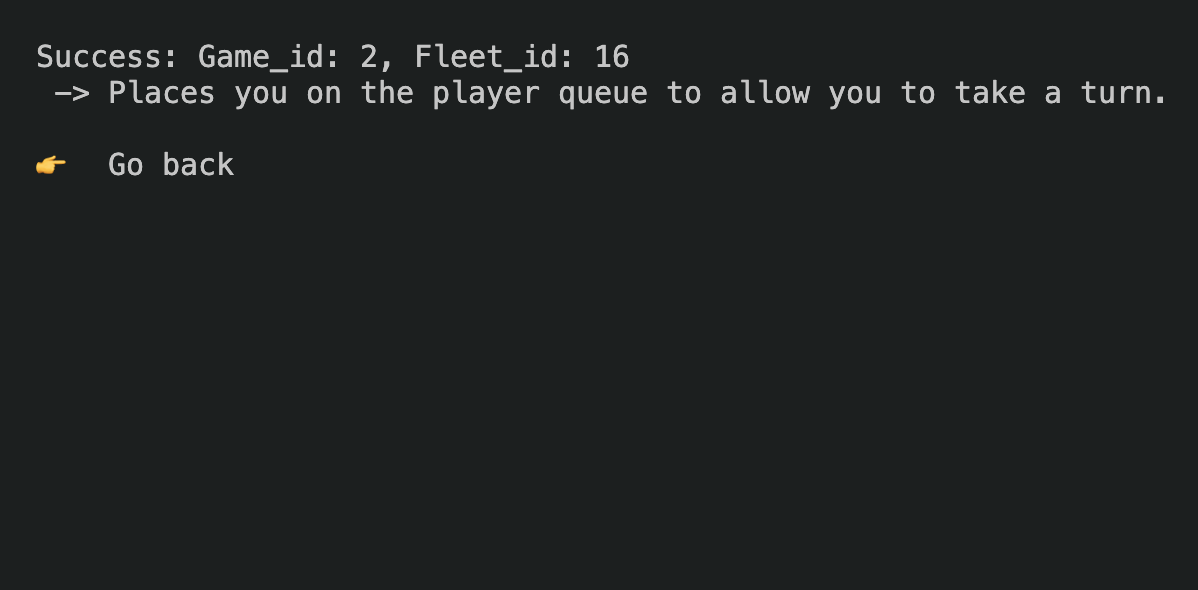 Success: Game_id: 2, Fleet_id: 16
—> Places you on the player queue to allow you to take a turn.
👉 Go back